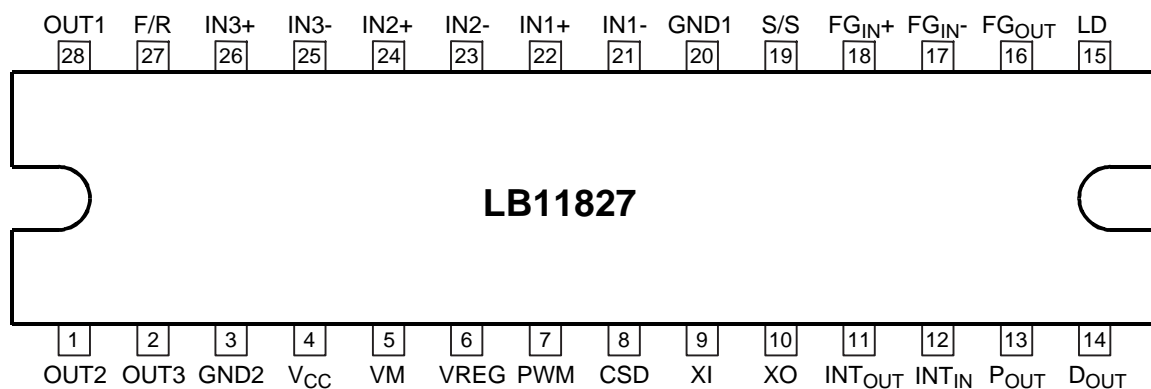 OUT1 F/R IN3+ IN3- IN2+ IN2- IN1+ IN1- GND1 S/S FGIN+ FGIN- FGOUT LD
28 27 26 25 24 23 22 21 20 19 18 17 16 15
LB11827
1 2 3 4 5 6 7 8 9 10 11 12 13 14
OUT2 OUT3 GND2 VCC VM VREG PWM CSD XI XO INTOUT INTIN POUT DOUT